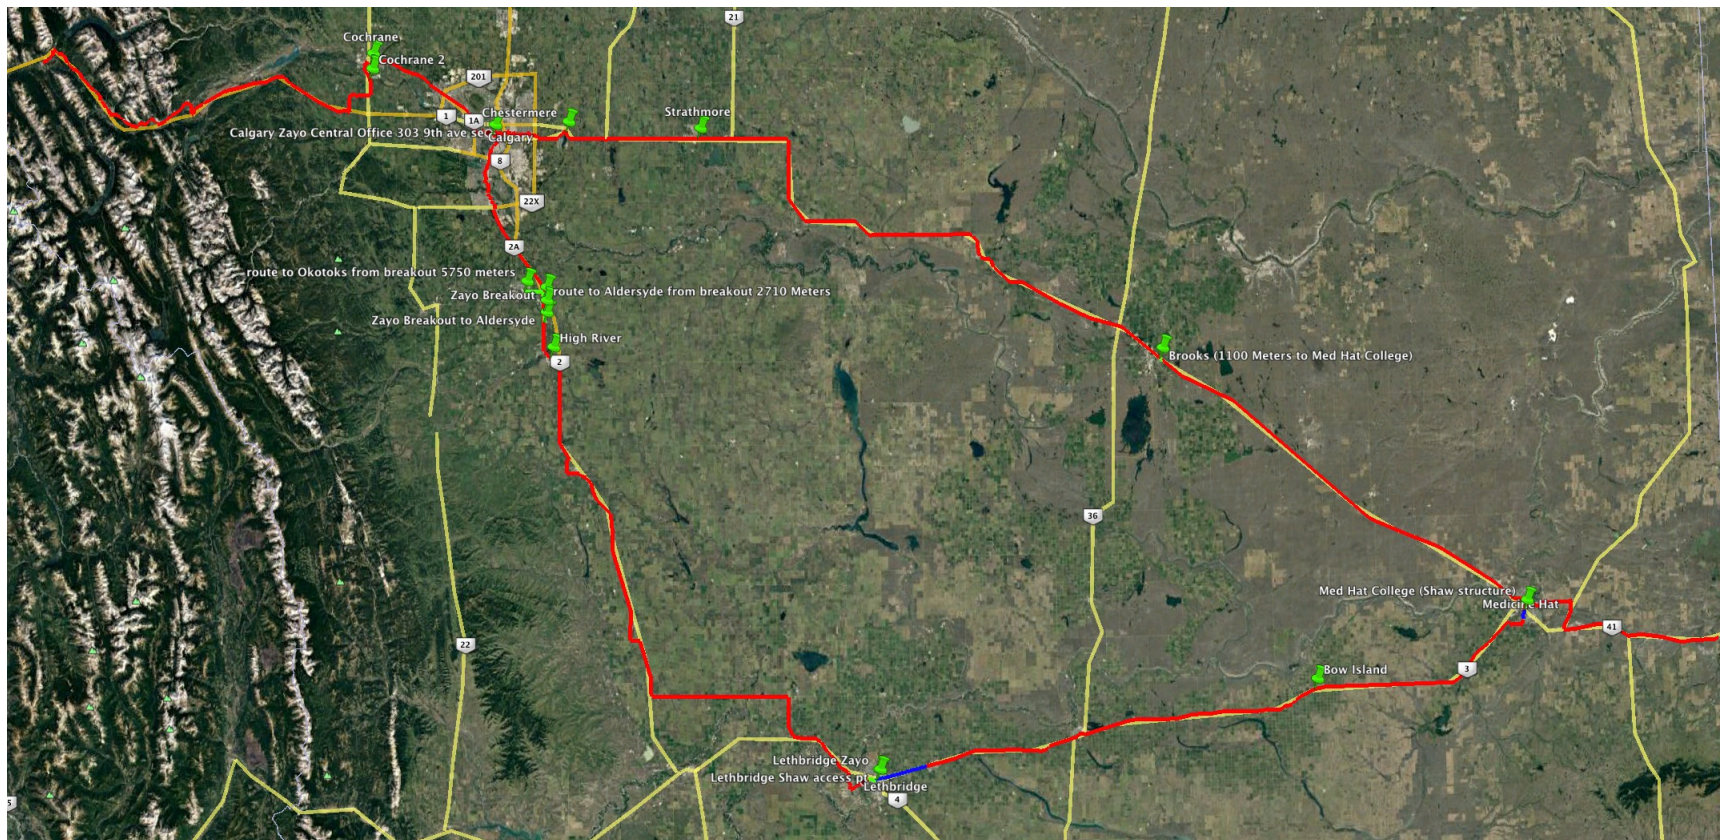 21
Cochrane
Cochrane 2
201
1
1A
Chestermere
Strathmore
Calgary Zayo Central Office 303 9th ave se
Calgary
8
22X
2A
route to Okotoks from breakout 5750 meters
Zayo Breakout
route to Aldersyde from breakout 2710 Meters
Zayo Breakout to Aldersyde
High River
2
Brooks (1100 Meters to Med Hat College)
36
Med Hat College (Shaw structure)
Medicine Hat
41
22
3
Bow Island
Lethbridge Zayo
Lethbridge Shaw access pt
Lethbridge
4